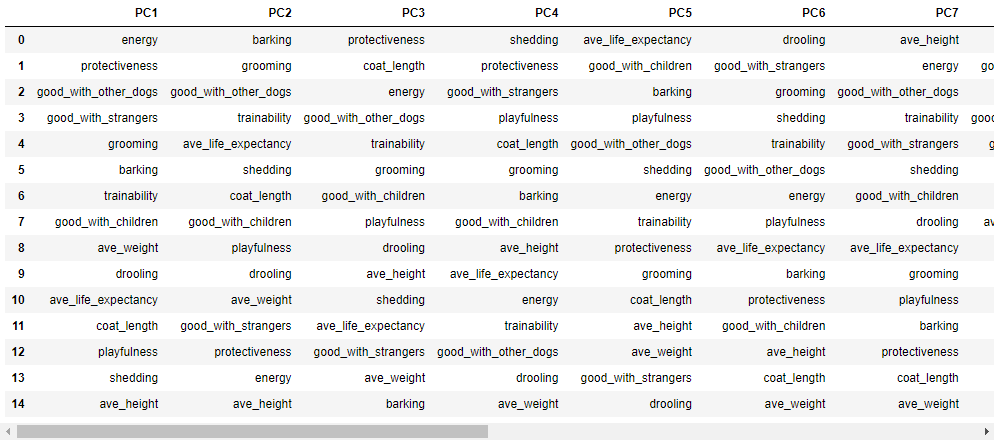 PC1 PC2 PC3 PC4 PC5 PC6 PC7
0 energy barking protectiveness shedding ave_life_expectancy drooling ave_height
1 protectiveness grooming coat_length protectiveness good_with_children good_with_strangers energy go
2 good_with_other_dogs good_with_other_dogs energy good_with_strangers barking grooming good_with_other_dogs
3 good_with_strangers trainability good_with_other_dogs playfulness playfulness shedding trainability good
4 grooming ave_life_expectancy trainability coat_length good_with_other_dogs trainability good_with_strangers g
5 barking shedding grooming grooming shedding good_with_other_dogs shedding
6 trainability coat_length good_with_children barking energy energy good_with_children
7 good_with_children good_with_children playfulness good_with_children trainability playfulness drooling av
8 ave_weight playfulness drooling ave_height protectiveness ave_life_expectancy ave_life_expectancy
9 drooling drooling ave_height ave_life_expectancy grooming barking grooming
10 ave_life_expectancy ave_weight shedding energy coat_length protectiveness playfulness
11 coat_length good_with_strangers ave_life_expectancy trainability ave_height good_with_children barking
12 playfulness protectiveness good_with_strangers good_with_other_dogs ave_weight ave_height protectiveness
13 shedding energy ave_weight drooling good_with_strangers coat_length coat_length
14 ave_height ave_height barking ave_weight drooling ave_weight ave_weight